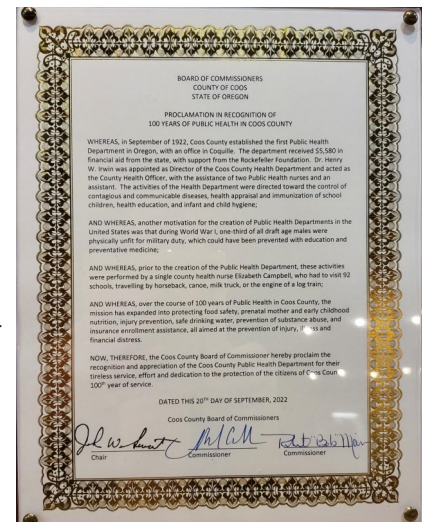 BOARD OF COMMISSIONERS
COUNTY OF COOS
STATE OF OREGON
PROCLAMATION IN RECOGNITION OF
100 YEARS OF PUBLIC HEALTH IN COOS COUNTY
WHEREAS, in September of 1922, Coos County established the first Public Health
Department in Oregon, with an office in Coquille. The department received $5,580 in
financial aid from the state, with support from the Rockefeller Foundation. Dr. Henry
W. Irwin was appointed as Director of the Coos County Health Department and acted as
the County Health Officer, with the assistance of two Public Health nurses and an
assistant. The activities of the Health Department were directed toward the control of
contagious and communicable diseases, health appraisal and immunization of school
children, health education, and infant and child hygiene;
AND WHEREAS, another motivation for the creation of Public Health Departments in the
United States was that during World War I, one-third of all draft age males were
physically unfit for military duty, which could have been prevented with education and
preventative medicine;
AND WHEREAS, prior to the creation of the Public Health Department, these activities
were performed by a single county health nurse Elizabeth Campbell, who had to visit 92
schools, travelling by horseback, canoe, milk truck, or the engine of a log train;
AND WHEREAS, over the course of 100 years of Public Health in Coos County, the
mission has expanded into protecting food safety, prenatal mother and early childhood
nutrition, injury prevention, safe drinking water, prevention of substance abuse, and
insurance enrollment assistance, all aimed at the prevention of injury, illness and
financial distress.
NOW, THEREFORE, the Coos County Board of Commissioner hereby proclaim the
recognition and appreciation of the Coos County Public Health Department for their
tireless service, effort and dedication to the protection of the citizens of Coos County
100th year of service.
DATED THIS 20TH DAY OF SEPTEMBER, 2022
Coos County Board of Commissioners
Chair
Commissioner
Commissioner